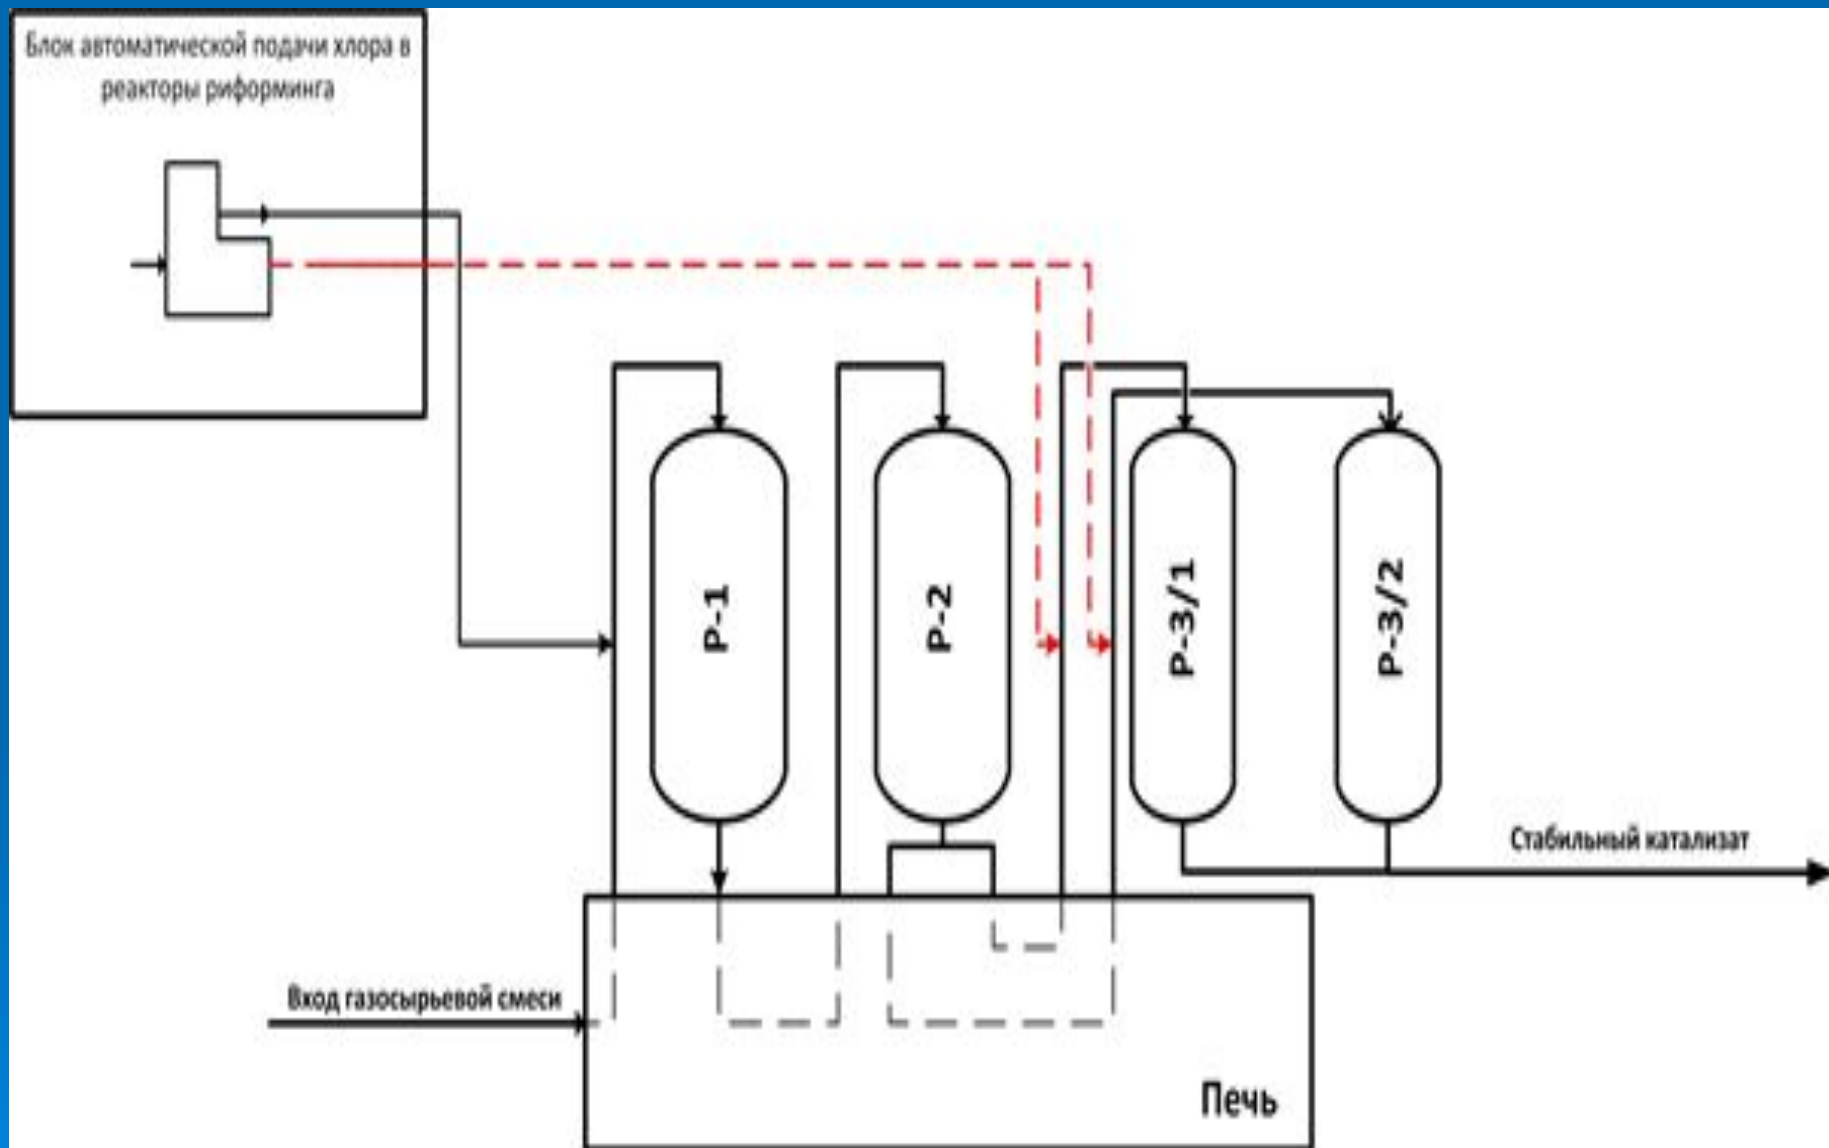 Блок автоматической подачи хлора в
реакторы риформинга
Р-1
Р-2
Р-3/1
Р-3/2
Стабильный катализат
Вход газосырьевой смеси
Печь